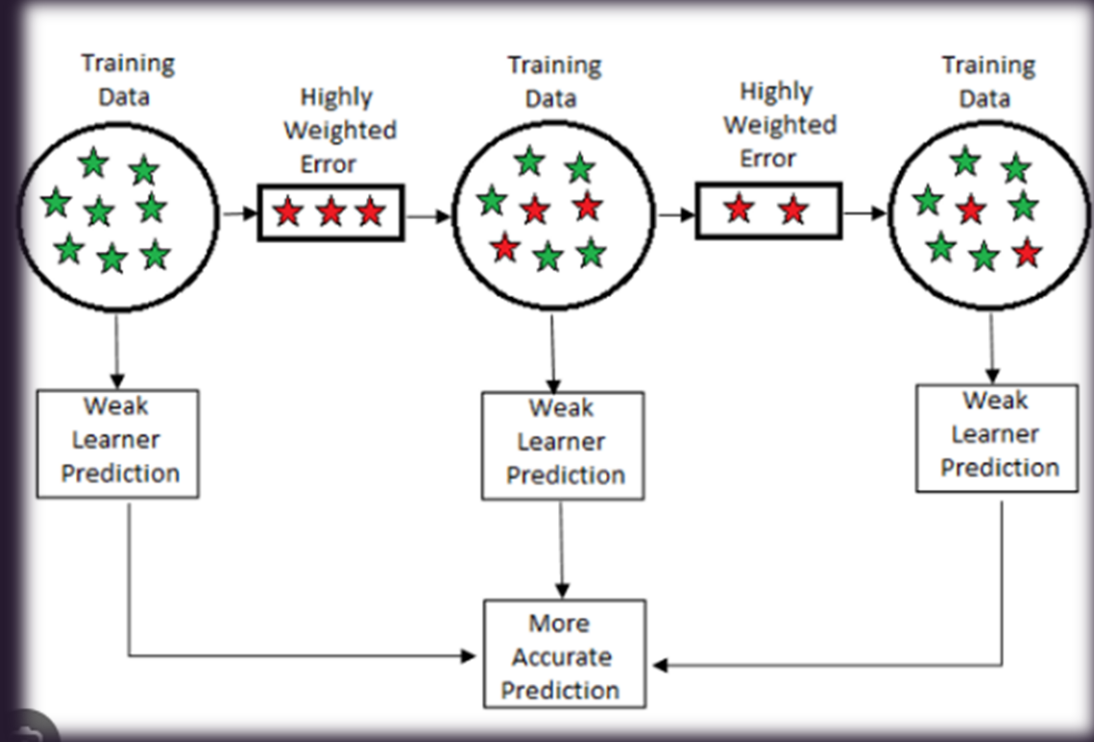 Training
Data
Highly
Weighted
Error
Training
Data
Highly
Weighted
Error
Training
Data
Weak
Learner
Prediction
Weak
Learner
Prediction
Weak
Learner
Prediction
More
Accurate
Prediction